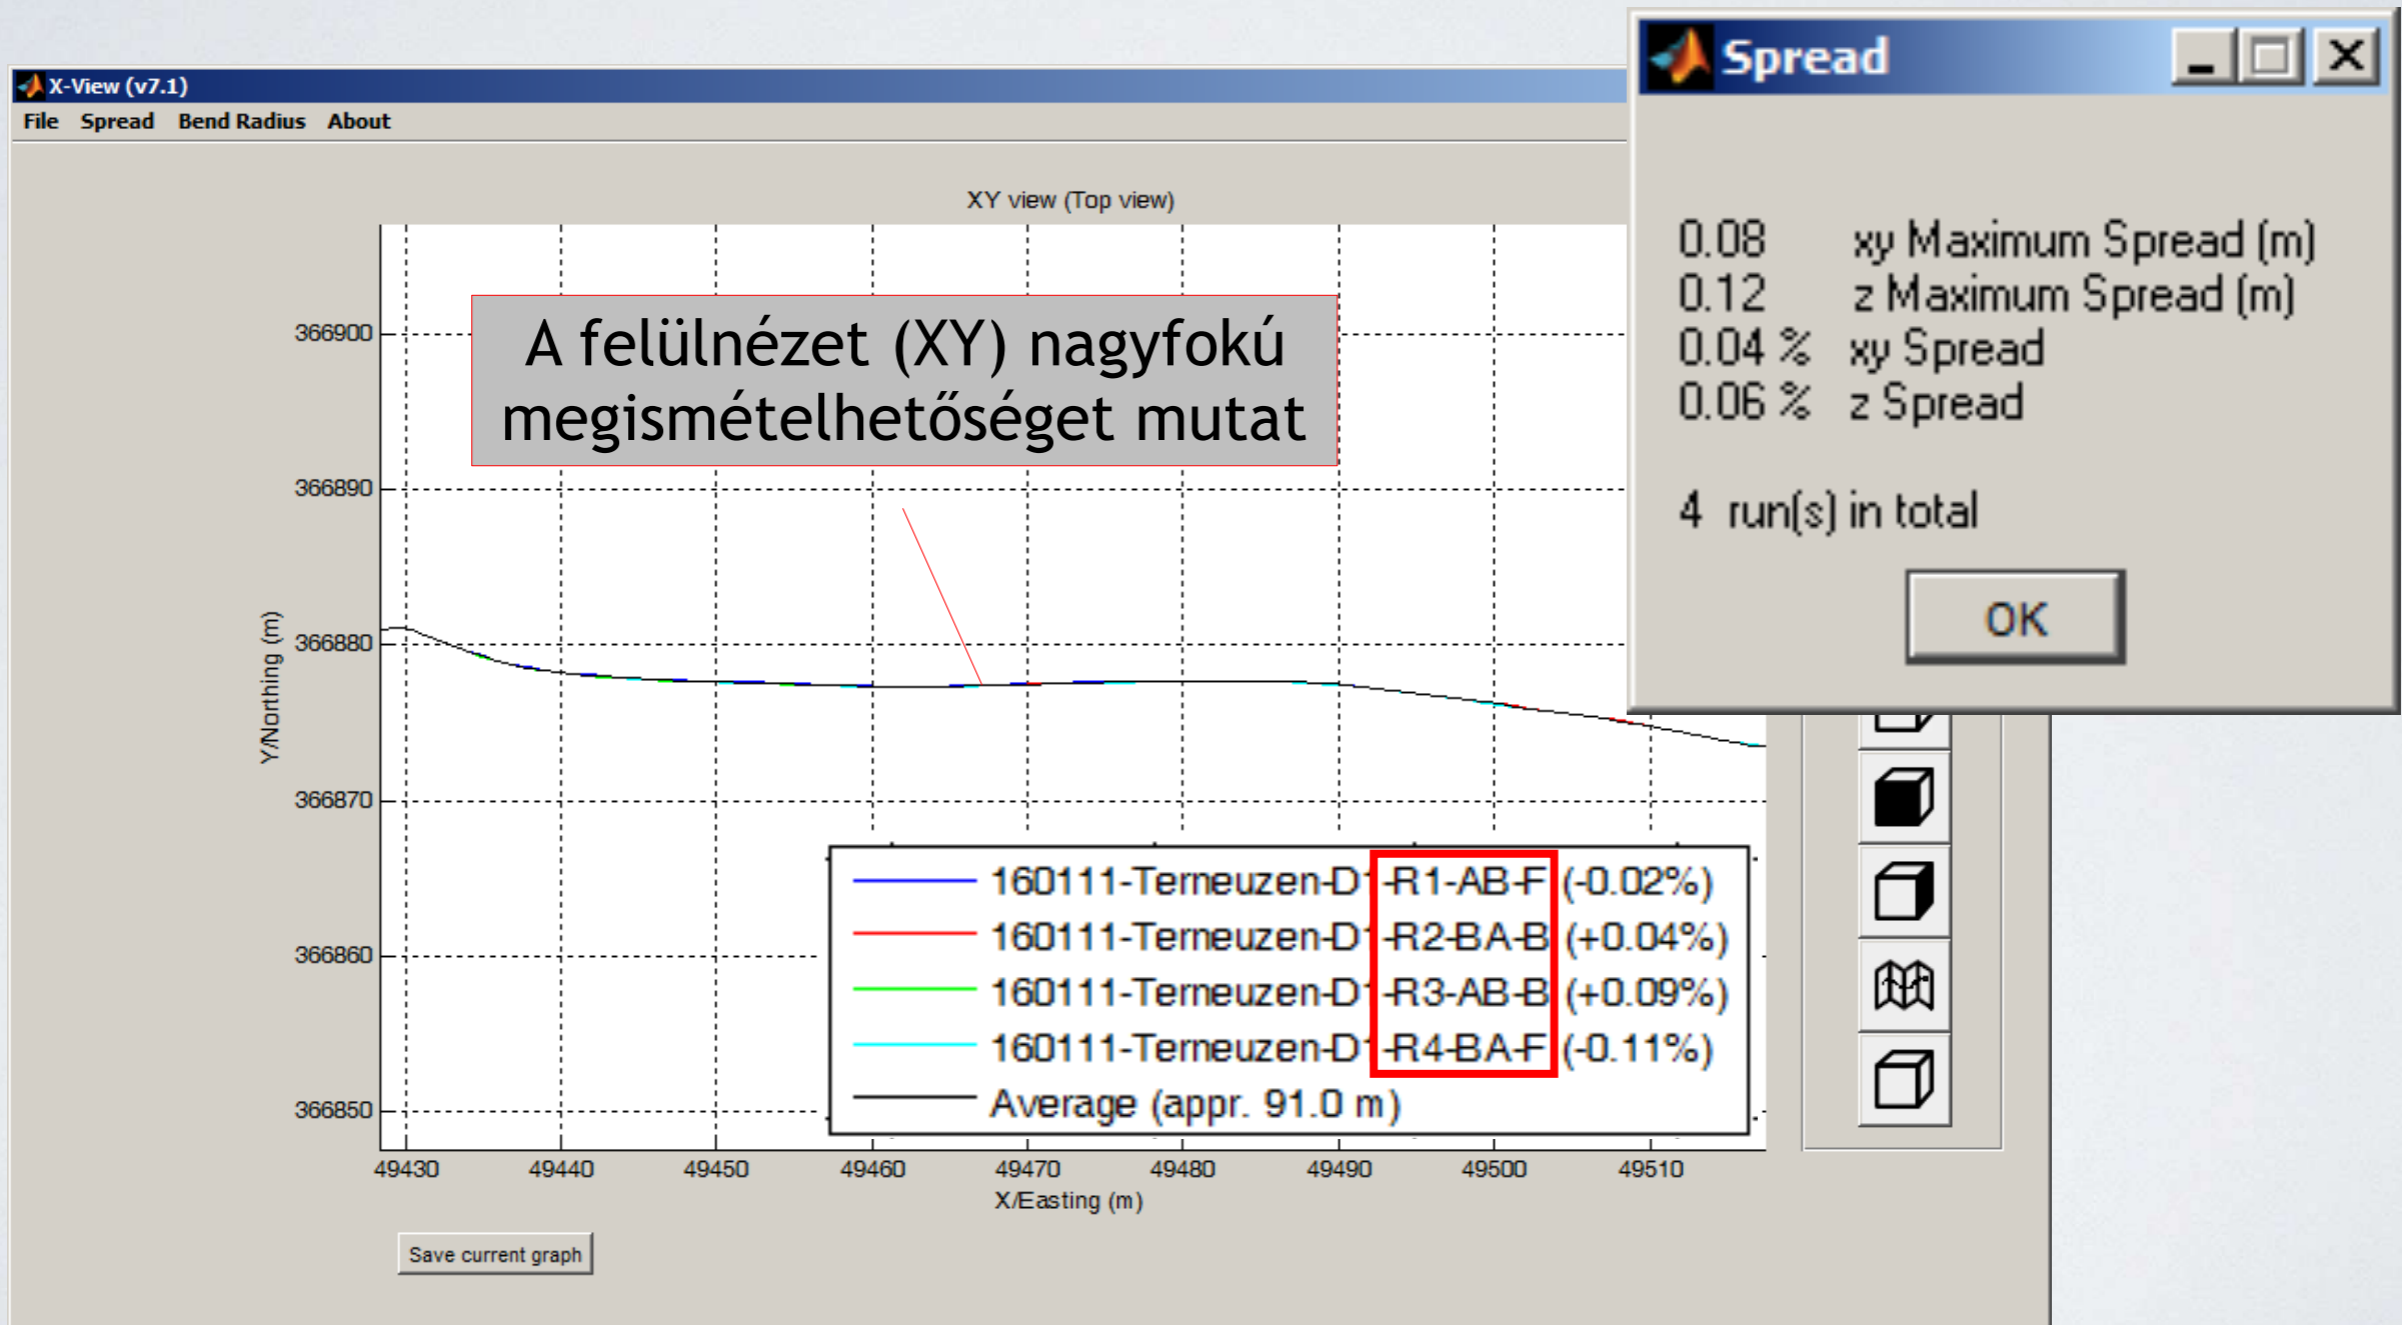 X-View (v7.1)
File Spread Bend Radius About
XY view (Top view)
A felülnézet (XY) nagyfokú
megismételhetőséget mutat
366900
366890
366880
366870
366860
366850
Y/Northing (m)
49430 49440 49450 49460 49470 49480 49490 49500 49510
X/Easting (m)
160111-Terneuzen-D1-R1-AB-F (-0.02%)
160111-Terneuzen-D1-R2-BA-B (+0.04%)
160111-Terneuzen-D1-R3-AB-B (+0.09%)
160111-Terneuzen-D1-R4-BA-F (-0.11%)
Average (appr. 91.0 m)
Save current graph
Spread
0.08 xy Maximum Spread (m)
0.12 z Maximum Spread (m)
0.04 % xy Spread
0.06 % z Spread
4 run(s) in total
OK